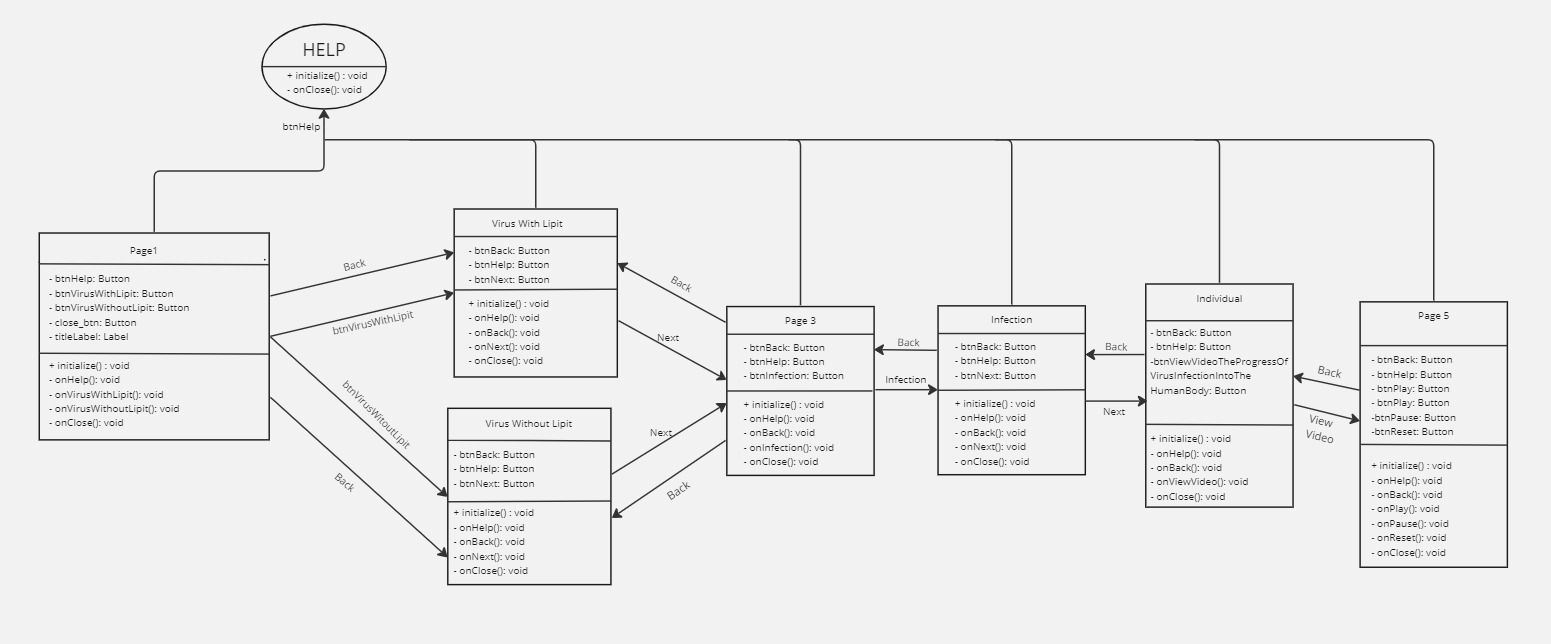 HELP
+ initialize() : void
- onClose(): void
btnHelp
Page1
.
- btnHelp: Button
- btnVirusWithLipit: Button
- btnVirusWithoutLipit: Button
- close_btn: Button
- titleLabel: Label
+ initialize() : void
- onHelp(): void
- onVirusWithLipit(): void
- onVirusWithoutLipit(): void
- onClose(): void
Back
btnVirusWithLipit
btnVirusWitoutLipit
Back
Virus With Lipit
- btnBack: Button
- btnHelp: Button
- btnNext: Button
+ initialize() : void
- onHelp(): void
- onBack(): void
- onNext(): void
- onClose(): void
Virus Without Lipit
- btnBack: Button
- btnHelp: Button
- btnNext: Button
+ initialize() : void
- onHelp(): void
- onBack(): void
- onNext(): void
- onClose(): void
Back
Next
Next
Back
Page 3
- btnBack: Button
- btnHelp: Button
- btnInfection: Button
+ initialize() : void
- onHelp(): void
- onBack(): void
- onInfection(): void
- onClose(): void
Back
Infection
Infection
- btnBack: Button
- btnHelp: Button
- btnNext: Button
+ initialize() : void
- onHelp(): void
- onBack(): void
- onNext(): void
- onClose(): void
Back
Next
Individual
- btnBack: Button
- btnHelp: Button
-btnViewVideoTheProgressOf
VirusInfectionIntoThe
HumanBody: Button
+ initialize() : void
- onHelp(): void
- onBack(): void
- onViewVideo(): void
- onClose(): void
Back
View
Video
Page 5
- btnBack: Button
- btnHelp: Button
- btnPlay: Button
- btnPlay: Button
-btnPause: Button
-btnReset: Button
+ initialize() : void
- onHelp(): void
- onBack(): void
- onPlay(): void
- onPause(): void
- onReset(): void
- onClose(): void